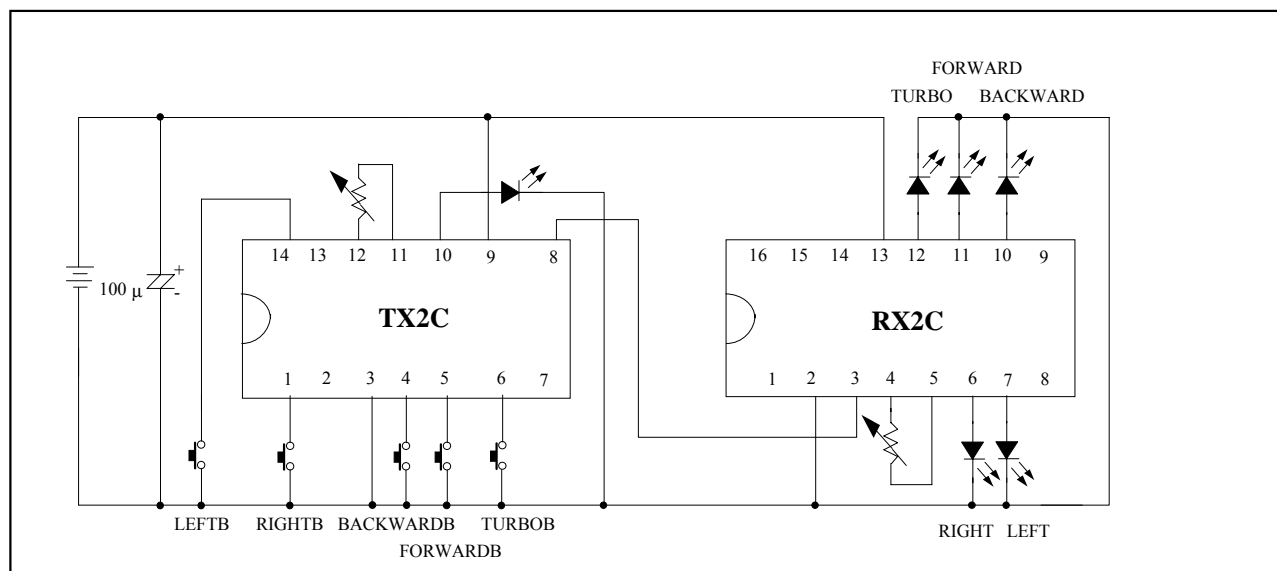 FORWARD
TURBO BACKWARD
14 13 12 11 10 9 8
16 15 14 13 12 11 10 9
+
100 μ
-
TX2C
RX2C
1 2 3 4 5 6 7
1 2 3 4 5 6 7 8
LEFTB RIGHTB BACKWARDB TURBOB
RIGHT LEFT
FORWARDB